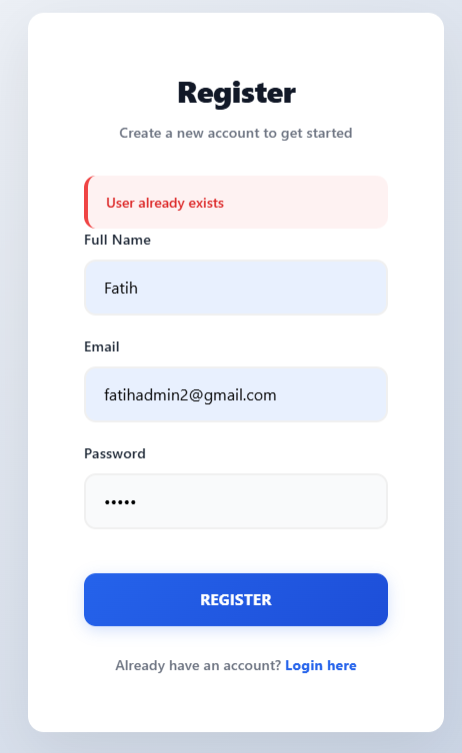 Register
Create a new account to get started
User already exists
Full Name
Fatih
Email
fatihadmin2@gmail.com
Password
•••••
REGISTER
Already have an account? Login here